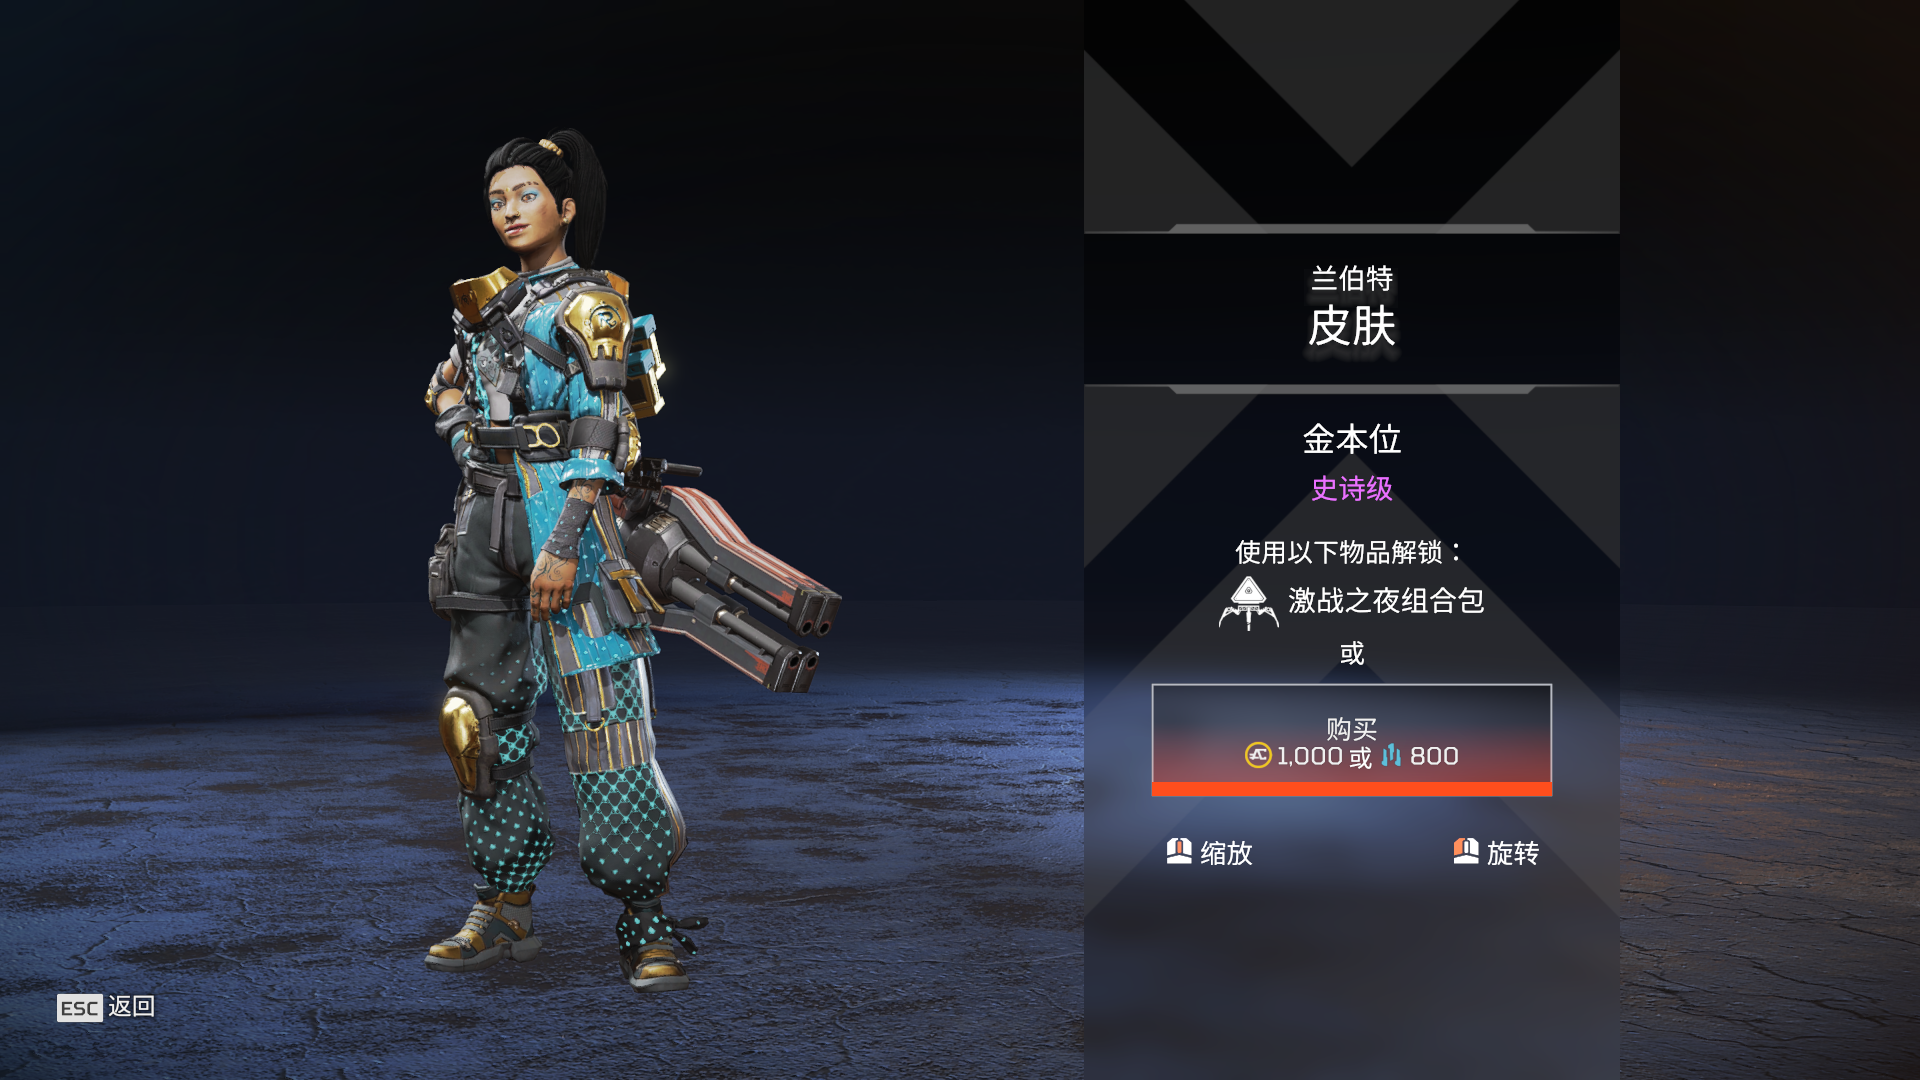 兰伯特
皮肤
金本位
史诗级
使用以下物品解锁：
激战之夜组合包
或
购买
1,000 或 800
缩放
旋转
ESC 返回